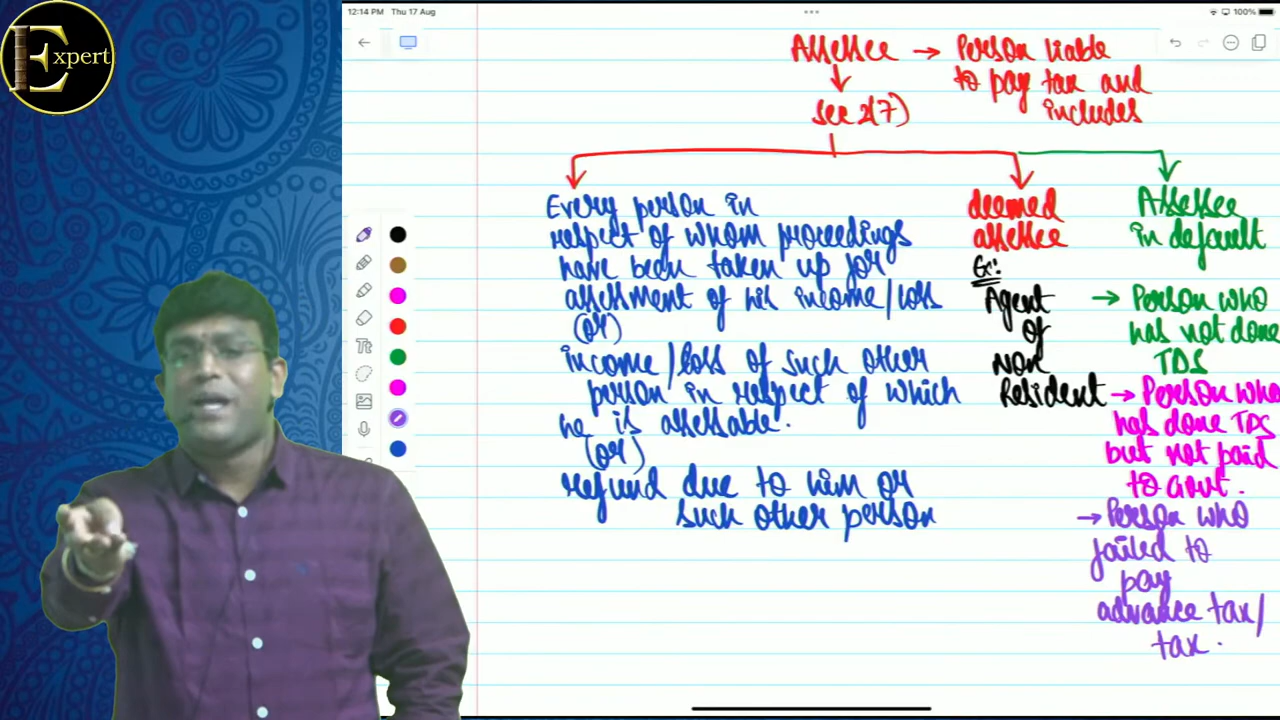 Expert
12:14 PM Thu 17 Aug
100%
Assessee → Person liable
to pay tax and
includes
sec 2(7)
Every person in
respect of whom proceedings
have been taken up for
assessment of his income/loss
(or)
income/loss of such other
person in respect of which
he is assessable.
(or)
refund due to him or
such other person
deemed
assessee
Ex:
Agent
of
Non
Resident
Assessee
in default
→ Person who
has not done
TDS
→ Person who
has done TDS
but not paid
to Govt.
→ Person who
failed to
pay
advance tax/
tax.
Tt